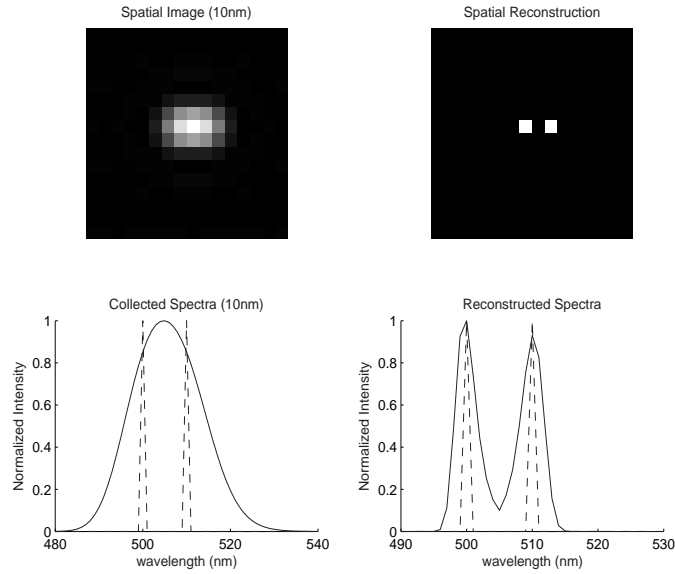 Spatial Image (10nm)
Spatial Reconstruction
Collected Spectra (10nm)
1
0.8
0.6
0.4
0.2
0
Normalized Intensity
480
500
520
540
wavelength (nm)
Reconstructed Spectra
1
0.8
0.6
0.4
0.2
0
Normalized Intensity
490
500
510
520
530
wavelength (nm)